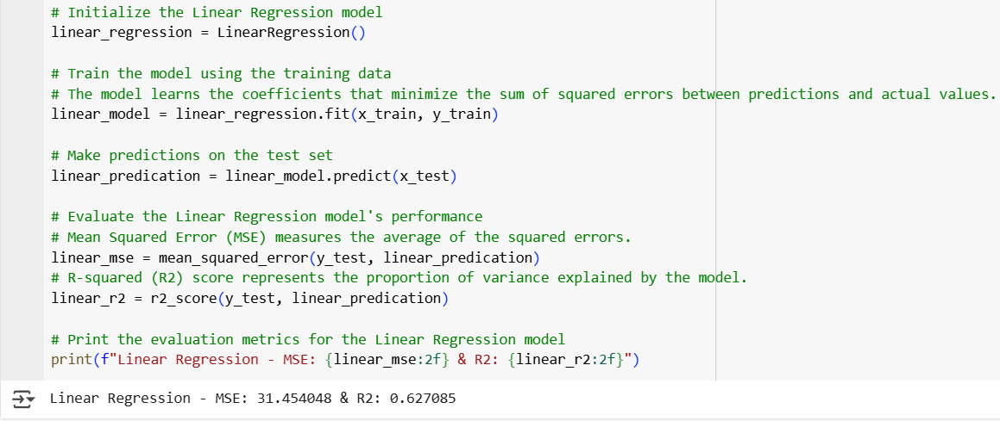 # Initialize the Linear Regression model
linear_regression = LinearRegression()
# Train the model using the training data
# The model learns the coefficients that minimize the sum of squared errors between predictions and actual values.
linear_model = linear_regression.fit(x_train, y_train)
# Make predictions on the test set
linear_predication = linear_model.predict(x_test)
# Evaluate the Linear Regression model's performance
# Mean Squared Error (MSE) measures the average of the squared errors.
linear_mse = mean_squared_error(y_test, linear_predication)
# R-squared (R2) score represents the proportion of variance explained by the model.
linear_r2 = r2_score(y_test, linear_predication)
# Print the evaluation metrics for the Linear Regression model
print(f"Linear Regression - MSE: {linear_mse:2f} & R2: {linear_r2:2f}")
Linear Regression - MSE: 31.454048 & R2: 0.627085